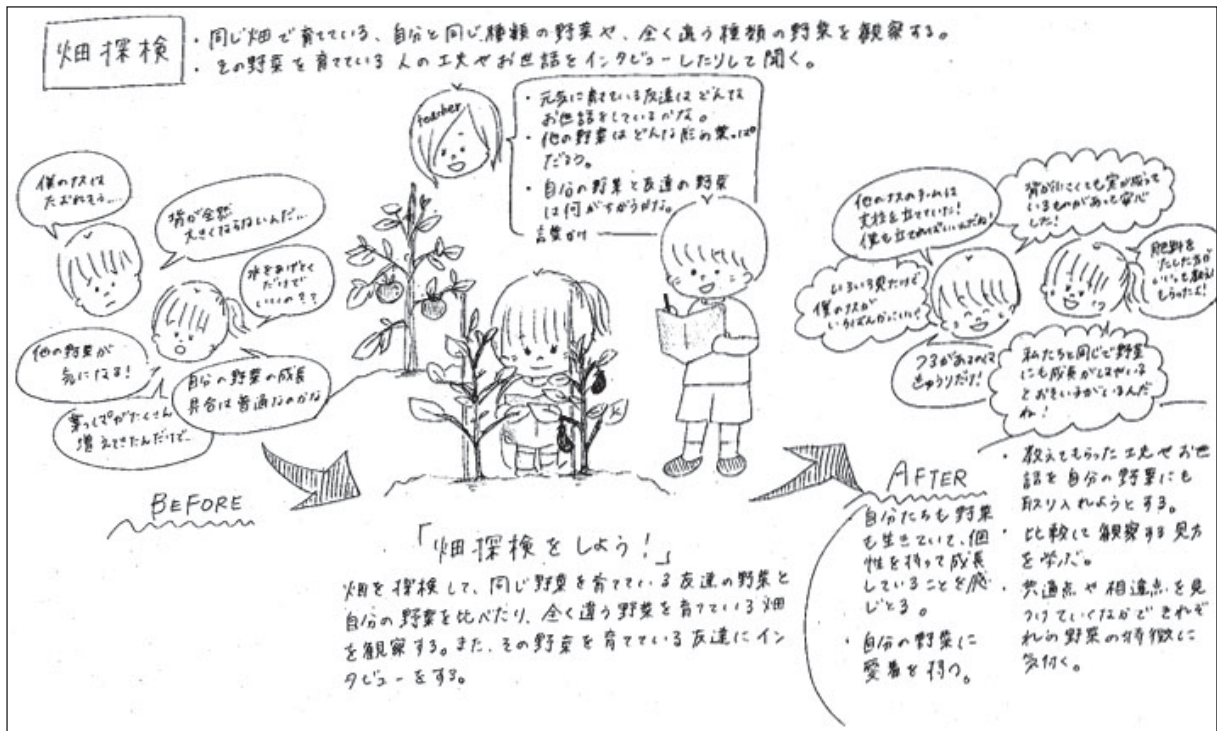 畑探検
・同じ畑で育てている、自分と同じ種類の野菜や、全く違う種類の野菜を観察する。
・その野菜を育てている人の工夫やお世話をインタビューしたりして聞く。
teacher
・元気に育てている友達はどんな
お世話をしているかな。
・他の野菜はどんな形の葉っぱ
だろう。
・自分の野菜と友達の野菜
は何がちがうかな。
言葉かけ
僕のナスは
たおれそう…
背が全然
大きくならないんだ…
水をあげとく
だけで
いいのかな?
他の野菜が
気になる!
自分の野菜の成長
具合は普通なのかな
葉っぱがたくさん
増えてきたんだけど…
BEFORE
「畑探検をしよう!」
畑を探検して、同じ野菜を育てている友達の野菜と
自分の野菜を比べたり、全く違う野菜を育てている畑
を観察する。また、その野菜を育てている友達にイン
タビューをする。
他のナスのチームは
支柱を立てていた!
僕も立てればいいんだね!
背が小さくても実が成って
いるものがあって安心
した!
いろいろ見たけど
僕のナスが
いちばんかっこいい
肥料を
たした方が
いいって教えて
もらったよ!
つるがあるのは
きゅうりだけ!
私たちと同じで野菜
にも成長がはやい子
とおそい子がいるんだ
ね!
AFTER
・自分たちも野菜
も生きていて、個
性を持って成長
していることを感
じとる。
・自分の野菜に
愛着を持つ。
・教えてもらった工夫やお世
話を自分の野菜にも
取り入れようとする。
・比較して観察する見方
を学ぶ。
・共通点や相違点を見
つけていくなかでそれぞ
れの野菜の特徴に
気付く。